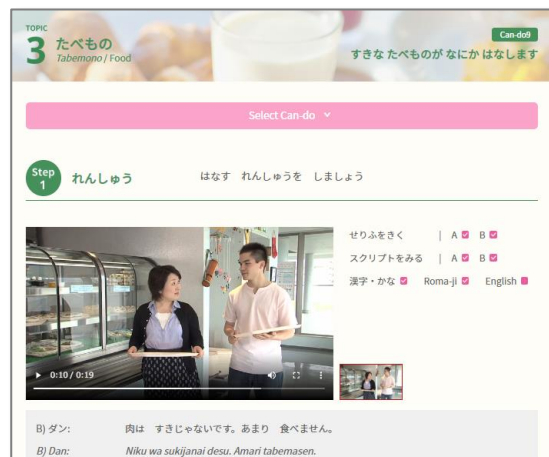 TOPIC
3 たべもの
Tabemono / Food
Can-do9
すきな たべものが なにか はなします
Select Can-do
Step 1 れんしゅう はなす れんしゅうを しましょう
せりふをきく | A B
スクリプトをみる | A B
漢字・かな Roma-ji English
0:10 / 0:19
B) ダン: 肉は すきじゃないです。あまり 食べません。
B) Dan: Niku wa sukijanai desu. Amari tabemasen.